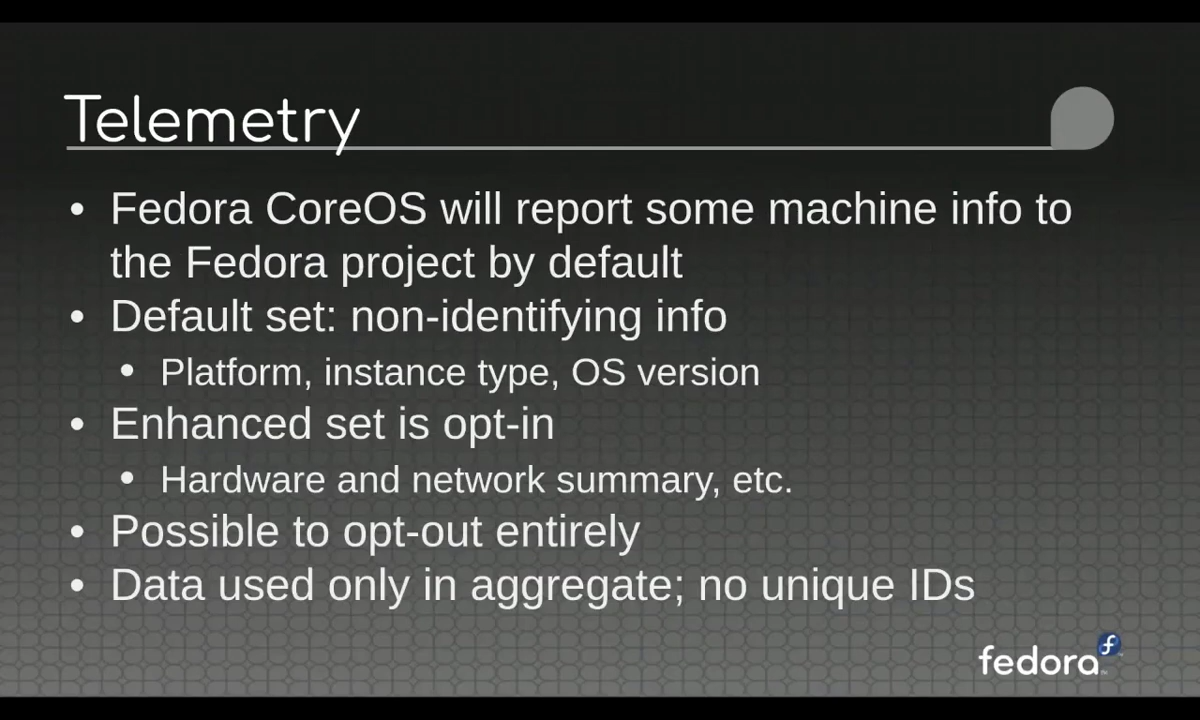 Telemetry
• Fedora CoreOS will report some machine info to
the Fedora project by default
• Default set: non-identifying info
• Platform, instance type, OS version
• Enhanced set is opt-in
• Hardware and network summary, etc.
• Possible to opt-out entirely
• Data used only in aggregate; no unique IDs
fedora